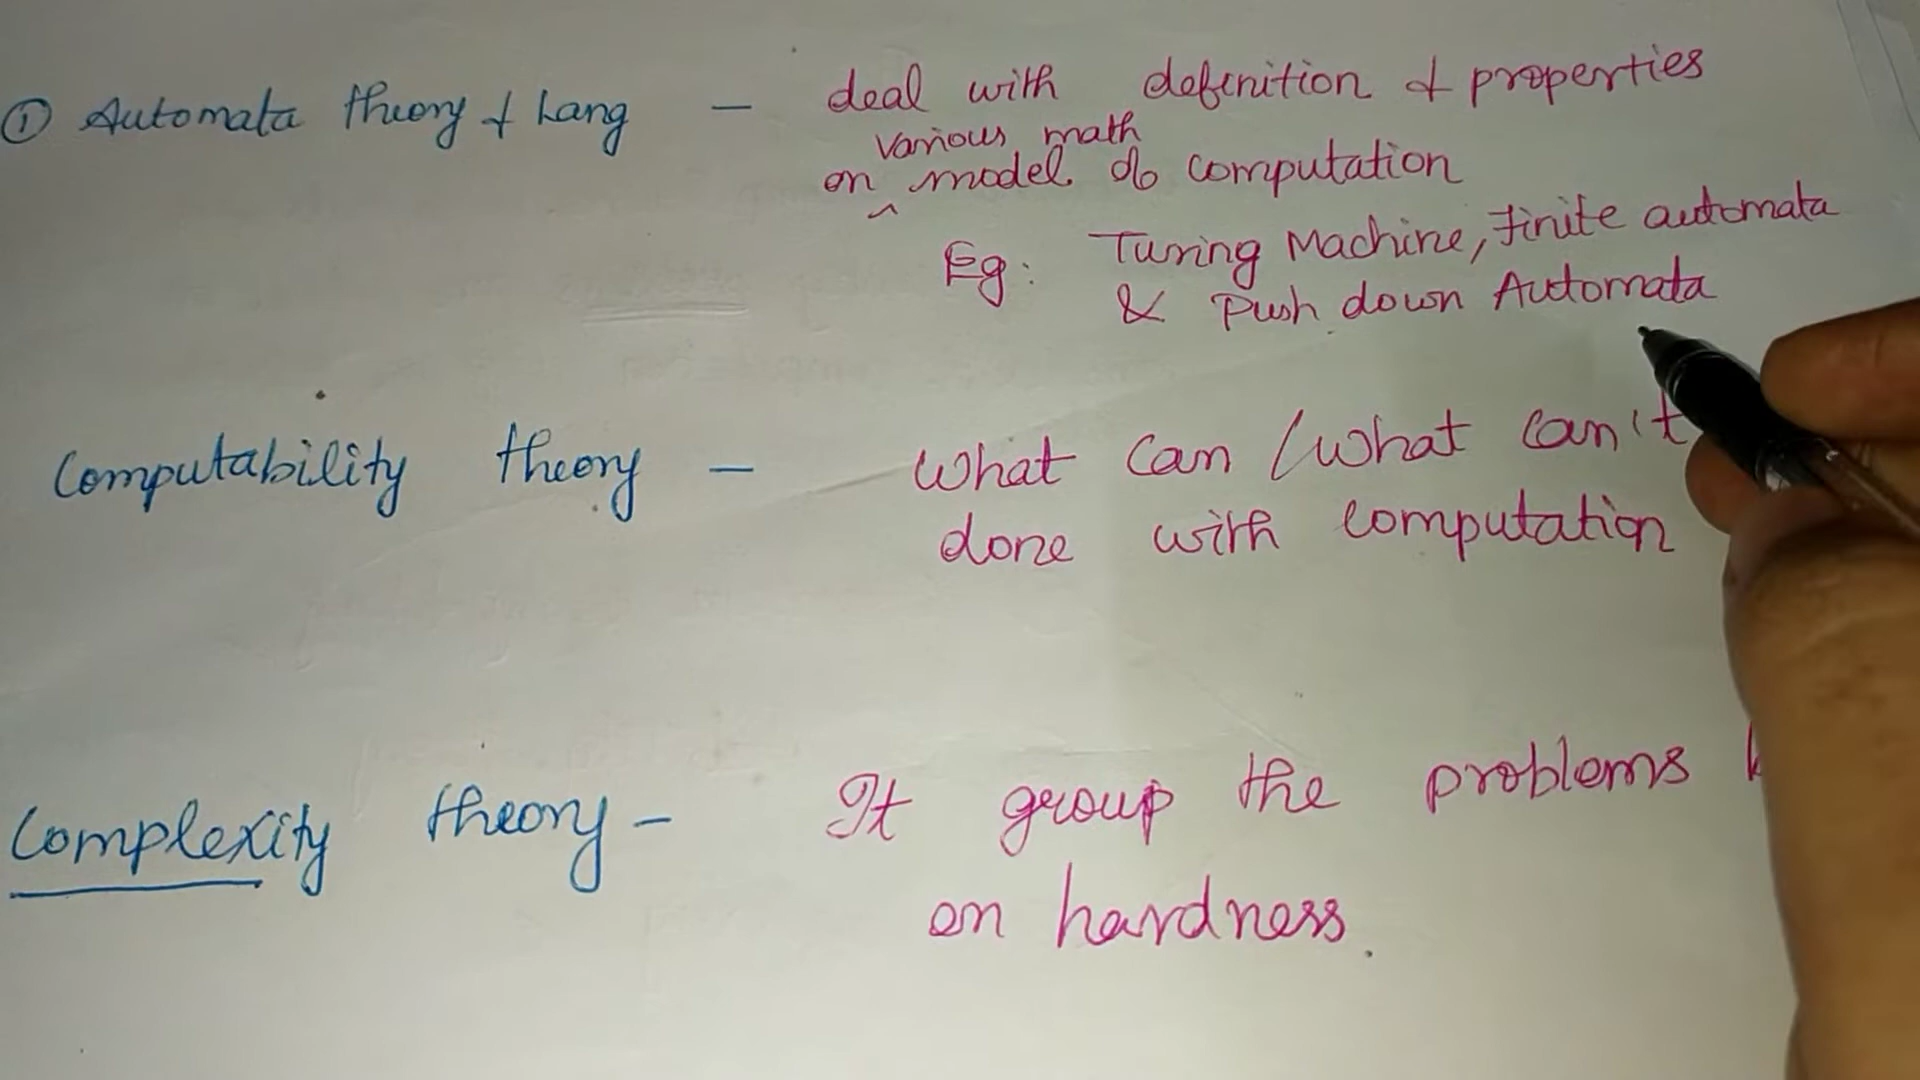 ① Automata theory & Lang - deal with definition & properties
various math
on ^ model of computation
Eg: Turing Machine, Finite automata
& Push down Automata
Computability theory - What can / what can't
done with computation
Complexity theory - It group the problems
on hardness.